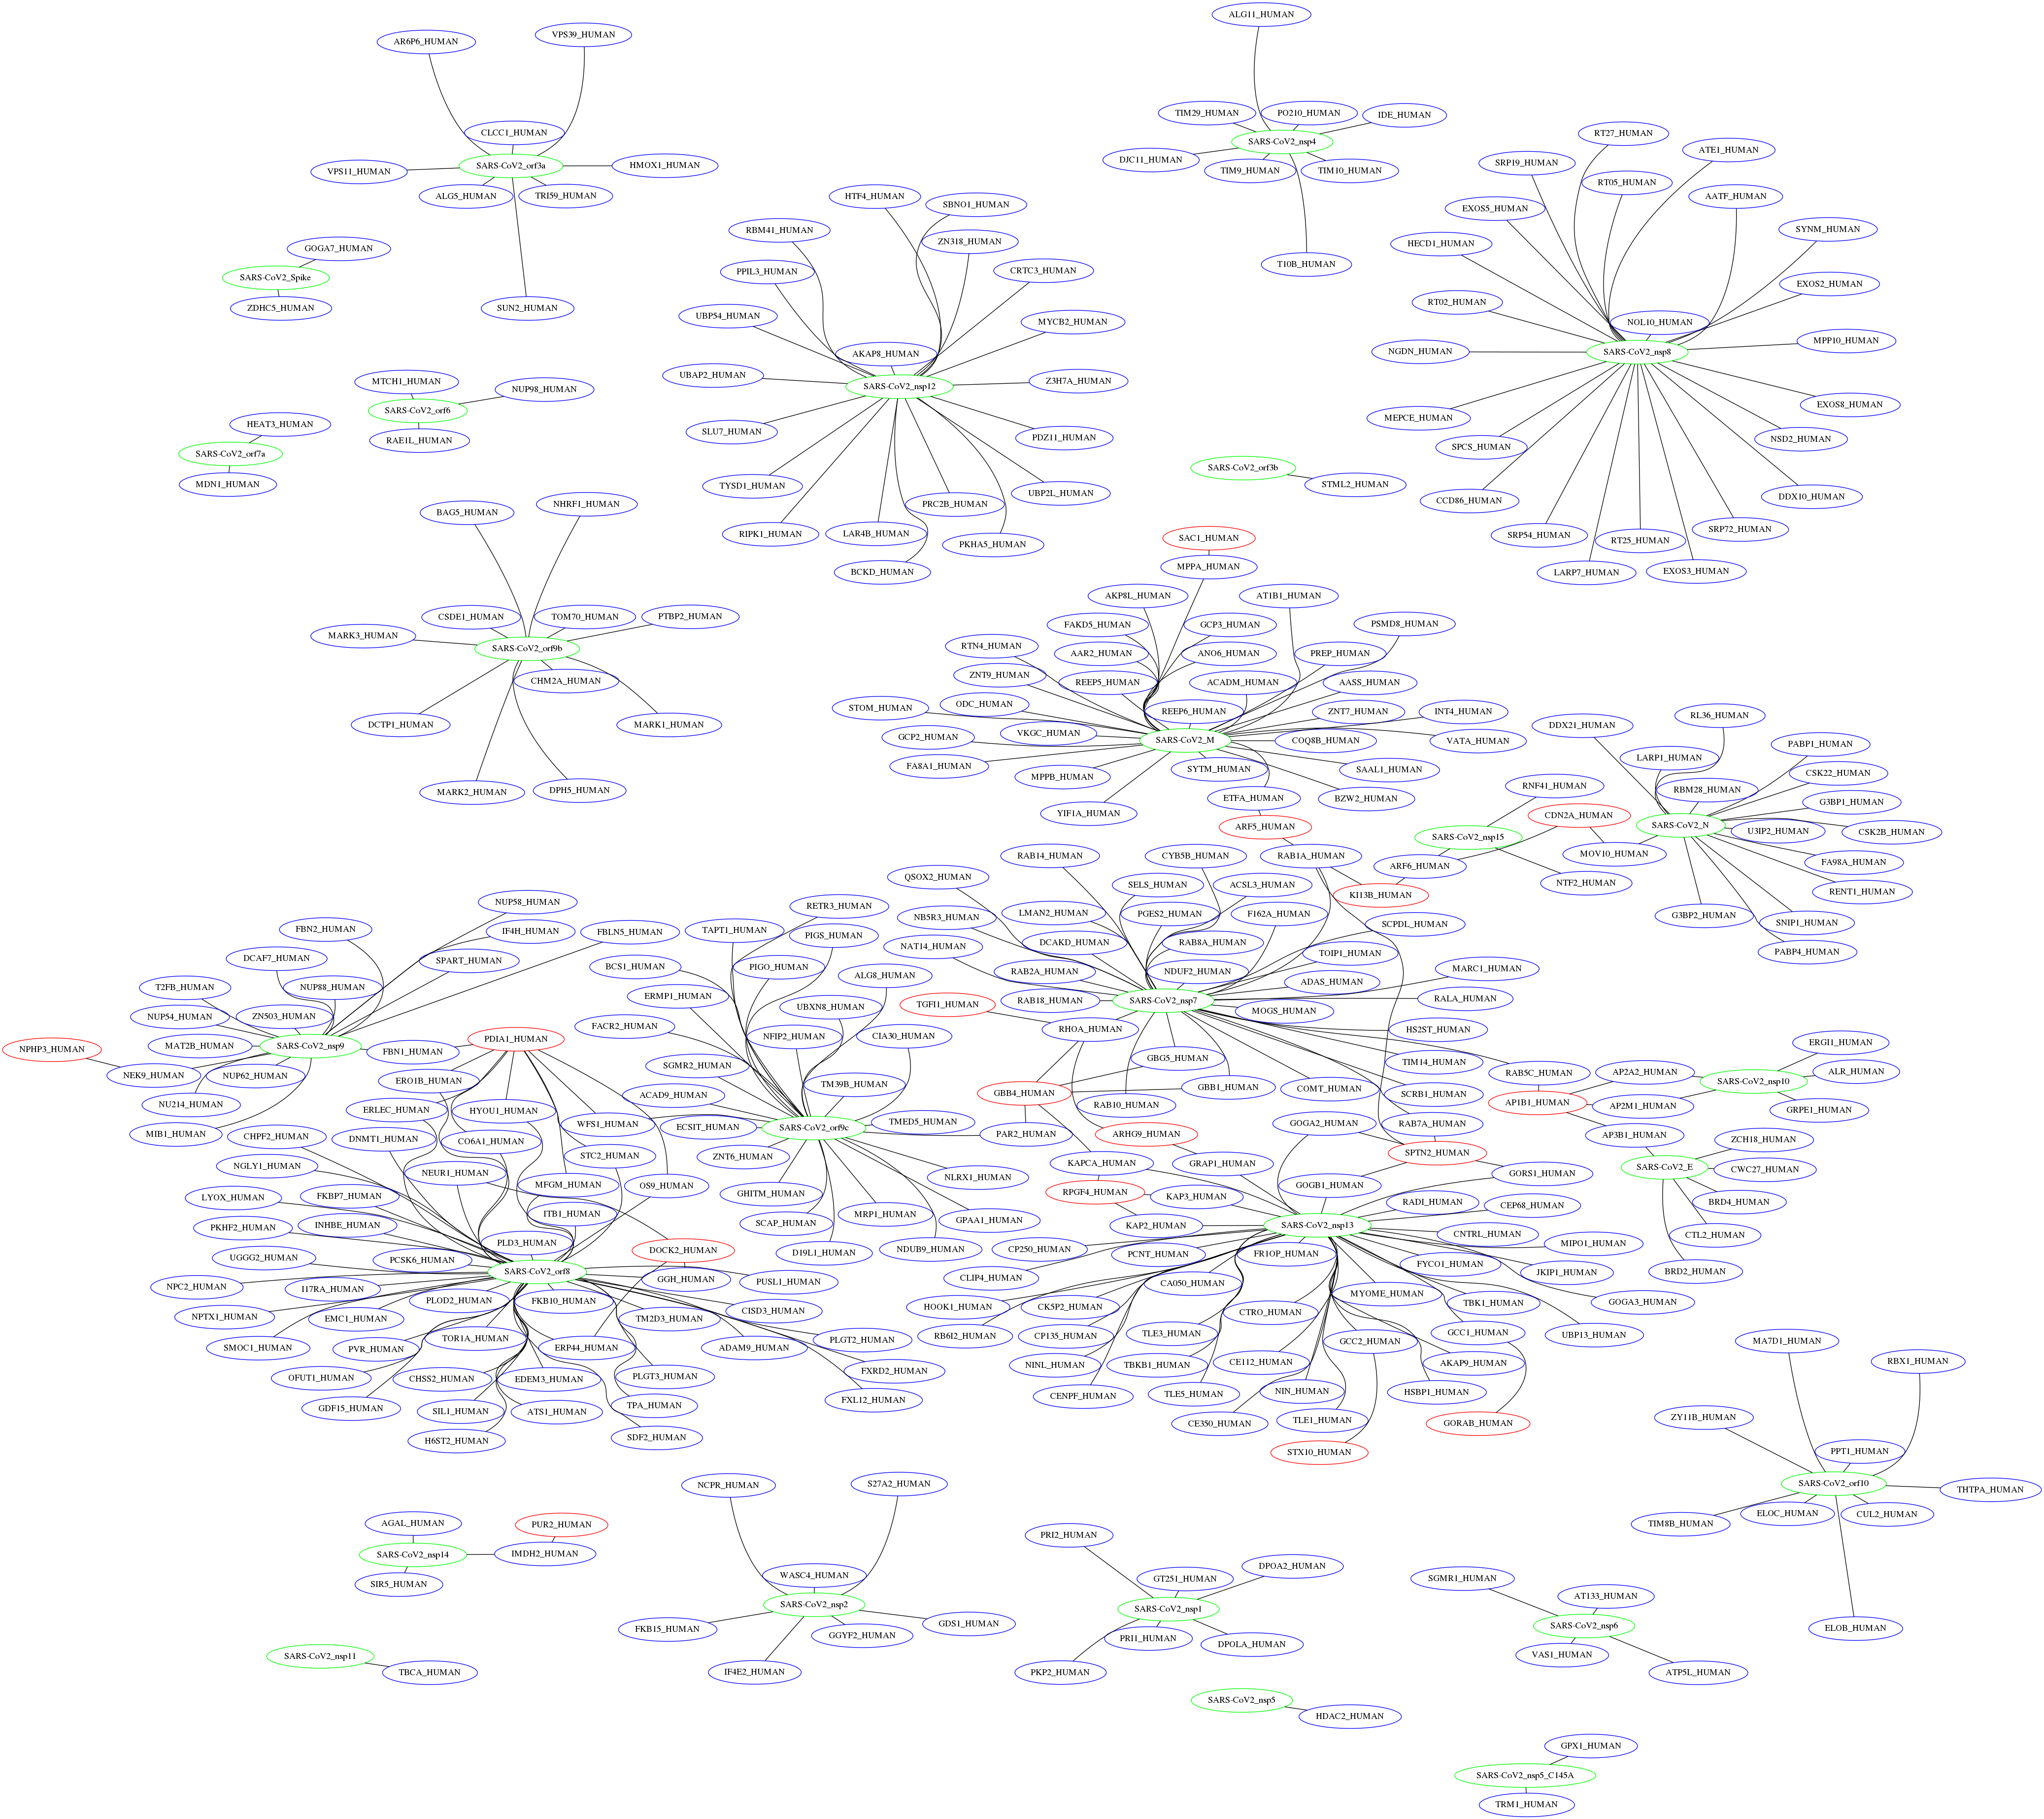 ALG11_HUMAN
VPS39_HUMAN
AR6P6_HUMAN
TIM29_HUMAN
PO210_HUMAN
IDE_HUMAN
CLCC1_HUMAN
RT27_HUMAN
SARS-CoV2_nsp4
ATE1_HUMAN
DJC11_HUMAN
SRP19_HUMAN
SARS-CoV2_orf3a
HMOX1_HUMAN
VPS11_HUMAN
TIM9_HUMAN
TIM10_HUMAN
RT05_HUMAN
ALG5_HUMAN
TRI59_HUMAN
HTF4_HUMAN
AATF_HUMAN
SBNO1_HUMAN
EXOS5_HUMAN
RBM41_HUMAN
SYNM_HUMAN
ZN318_HUMAN
HECD1_HUMAN
GOGA7_HUMAN
T10B_HUMAN
PPIL3_HUMAN
CRTC3_HUMAN
SARS-CoV2_Spike
EXOS2_HUMAN
RT02_HUMAN
ZDHC5_HUMAN
SUN2_HUMAN
UBP54_HUMAN
MYCB2_HUMAN
NOL10_HUMAN
MPP10_HUMAN
AKAP8_HUMAN
NGDN_HUMAN
SARS-CoV2_nsp8
UBAP2_HUMAN
MTCH1_HUMAN
Z3H7A_HUMAN
SARS-CoV2_nsp12
NUP98_HUMAN
EXOS8_HUMAN
SARS-CoV2_orf6
MEPCE_HUMAN
HEAT3_HUMAN
SLU7_HUMAN
PDZ11_HUMAN
RAE1L_HUMAN
NSD2_HUMAN
SPCS_HUMAN
SARS-CoV2_orf7a
SARS-CoV2_orf3b
MDN1_HUMAN
STML2_HUMAN
TYSD1_HUMAN
UBP2L_HUMAN
DDX10_HUMAN
CCD86_HUMAN
PRC2B_HUMAN
NHRF1_HUMAN
BAG5_HUMAN
SRP72_HUMAN
RIPK1_HUMAN
LAR4B_HUMAN
SRP54_HUMAN
SAC1_HUMAN
RT25_HUMAN
PKHA5_HUMAN
MPPA_HUMAN
BCKD_HUMAN
LARP7_HUMAN
EXOS3_HUMAN
AKP8L_HUMAN
AT1B1_HUMAN
CSDE1_HUMAN
TOM70_HUMAN
PTBP2_HUMAN
FAKD5_HUMAN
GCP3_HUMAN
PSMD8_HUMAN
MARK3_HUMAN
RTN4_HUMAN
SARS-CoV2_orf9b
AAR2_HUMAN
ANO6_HUMAN
PREP_HUMAN
ZNT9_HUMAN
CHM2A_HUMAN
REEP5_HUMAN
ACADM_HUMAN
AASS_HUMAN
STOM_HUMAN
ODC_HUMAN
REEP6_HUMAN
ZNT7_HUMAN
INT4_HUMAN
RL36_HUMAN
DCTP1_HUMAN
MARK1_HUMAN
DDX21_HUMAN
GCP2_HUMAN
VKGC_HUMAN
SARS-CoV2_M
COQ8B_HUMAN
VATA_HUMAN
PABP1_HUMAN
LARP1_HUMAN
FA8A1_HUMAN
MPPB_HUMAN
SYTM_HUMAN
SAAL1_HUMAN
CSK22_HUMAN
RNF41_HUMAN
RBM28_HUMAN
MARK2_HUMAN
DPH5_HUMAN
ETFA_HUMAN
BZW2_HUMAN
G3BP1_HUMAN
YIF1A_HUMAN
CDN2A_HUMAN
SARS-CoV2_N
ARF5_HUMAN
SARS-CoV2_nsp15
U3IP2_HUMAN
CSK2B_HUMAN
RAB14_HUMAN
CYB5B_HUMAN
RAB1A_HUMAN
MOV10_HUMAN
ARF6_HUMAN
FA98A_HUMAN
QSOX2_HUMAN
SELS_HUMAN
ACSL3_HUMAN
NTF2_HUMAN
RENT1_HUMAN
KI13B_HUMAN
NUP58_HUMAN
RETR3_HUMAN
NB5R3_HUMAN
LMAN2_HUMAN
PGES2_HUMAN
F162A_HUMAN
G3BP2_HUMAN
SNIP1_HUMAN
FBN2_HUMAN
IF4H_HUMAN
FBLN5_HUMAN
TAPT1_HUMAN
PIGS_HUMAN
SCPDL_HUMAN
NAT14_HUMAN
DCAKD_HUMAN
RAB8A_HUMAN
TOIP1_HUMAN
PABP4_HUMAN
DCAF7_HUMAN
SPART_HUMAN
BCS1_HUMAN
PIGO_HUMAN
ALG8_HUMAN
RAB2A_HUMAN
NDUF2_HUMAN
ADAS_HUMAN
MARC1_HUMAN
T2FB_HUMAN
NUP88_HUMAN
ERMP1_HUMAN
UBXN8_HUMAN
TGFI1_HUMAN
RAB18_HUMAN
SARS-CoV2_nsp7
MOGS_HUMAN
RALA_HUMAN
NUP54_HUMAN
ZN503_HUMAN
FACR2_HUMAN
NFIP2_HUMAN
CIA30_HUMAN
RHOA_HUMAN
HS2ST_HUMAN
PDIA1_HUMAN
NPHP3_HUMAN
MAT2B_HUMAN
SARS-CoV2_nsp9
FBN1_HUMAN
ERGI1_HUMAN
SGMR2_HUMAN
GBG5_HUMAN
TIM14_HUMAN
NEK9_HUMAN
NUP62_HUMAN
ERO1B_HUMAN
TM39B_HUMAN
GBB4_HUMAN
GBB1_HUMAN
COMT_HUMAN
RAB5C_HUMAN
AP2A2_HUMAN
SARS-CoV2_nsp10
ALR_HUMAN
ACAD9_HUMAN
SCRB1_HUMAN
NU214_HUMAN
ERLEC_HUMAN
HYOU1_HUMAN
RAB10_HUMAN
AP1B1_HUMAN
AP2M1_HUMAN
GRPE1_HUMAN
WFS1_HUMAN
ECSIT_HUMAN
SARS-CoV2_orf9c
TMED5_HUMAN
RAB7A_HUMAN
MIB1_HUMAN
CHPF2_HUMAN
DNMT1_HUMAN
CO6A1_HUMAN
PAR2_HUMAN
ARHG9_HUMAN
GOGA2_HUMAN
AP3B1_HUMAN
ZCH18_HUMAN
STC2_HUMAN
ZNT6_HUMAN
SPTN2_HUMAN
NGLY1_HUMAN
NEUR1_HUMAN
KAPCA_HUMAN
GRAP1_HUMAN
SARS-CoV2_E
CWC27_HUMAN
MFGM_HUMAN
OS9_HUMAN
GHITM_HUMAN
NLRX1_HUMAN
GOGB1_HUMAN
GORS1_HUMAN
LYOX_HUMAN
FKBP7_HUMAN
RPGF4_HUMAN
KAP3_HUMAN
RADI_HUMAN
BRD4_HUMAN
ITB1_HUMAN
MRP1_HUMAN
CEP68_HUMAN
PKHF2_HUMAN
INHBE_HUMAN
SCAP_HUMAN
GPAA1_HUMAN
KAP2_HUMAN
SARS-CoV2_nsp13
CNTRL_HUMAN
CTL2_HUMAN
PLD3_HUMAN
DOCK2_HUMAN
D19L1_HUMAN
NDUB9_HUMAN
CP250_HUMAN
PCNT_HUMAN
FR1OP_HUMAN
MIPO1_HUMAN
UGGG2_HUMAN
PCSK6_HUMAN
FYCO1_HUMAN
SARS-CoV2_orf8
GGH_HUMAN
PUSL1_HUMAN
CLIP4_HUMAN
CA050_HUMAN
JKIP1_HUMAN
BRD2_HUMAN
NPC2_HUMAN
I17RA_HUMAN
PLOD2_HUMAN
FKB10_HUMAN
CISD3_HUMAN
HOOK1_HUMAN
CK5P2_HUMAN
MYOME_HUMAN
TBK1_HUMAN
GOGA3_HUMAN
NPTX1_HUMAN
EMC1_HUMAN
TM2D3_HUMAN
CTRO_HUMAN
TOR1A_HUMAN
PLGT2_HUMAN
RB6I2_HUMAN
CP135_HUMAN
TLE3_HUMAN
GCC2_HUMAN
GCC1_HUMAN
UBP13_HUMAN
MA7D1_HUMAN
SMOC1_HUMAN
PVR_HUMAN
ERP44_HUMAN
ADAM9_HUMAN
FXRD2_HUMAN
NINL_HUMAN
TBKB1_HUMAN
CE112_HUMAN
AKAP9_HUMAN
RBX1_HUMAN
OFUT1_HUMAN
CHSS2_HUMAN
EDEM3_HUMAN
PLGT3_HUMAN
FXL12_HUMAN
CENPF_HUMAN
TLE5_HUMAN
NIN_HUMAN
HSBP1_HUMAN
GDF15_HUMAN
SIL1_HUMAN
ATS1_HUMAN
TPA_HUMAN
CE350_HUMAN
TLE1_HUMAN
GORAB_HUMAN
ZY11B_HUMAN
H6ST2_HUMAN
SDF2_HUMAN
STX10_HUMAN
PPT1_HUMAN
NCPR_HUMAN
S27A2_HUMAN
SARS-CoV2_orf10
THTPA_HUMAN
AGAL_HUMAN
PUR2_HUMAN
TIM8B_HUMAN
ELOC_HUMAN
CUL2_HUMAN
PRI2_HUMAN
SARS-CoV2_nsp14
IMDH2_HUMAN
DPOA2_HUMAN
SIR5_HUMAN
WASC4_HUMAN
GT251_HUMAN
SGMR1_HUMAN
AT133_HUMAN
SARS-CoV2_nsp2
SARS-CoV2_nsp1
SARS-CoV2_nsp6
ELOB_HUMAN
FKB15_HUMAN
GGYF2_HUMAN
GDS1_HUMAN
PRI1_HUMAN
DPOLA_HUMAN
VAS1_HUMAN
SARS-CoV2_nsp11
TBCA_HUMAN
IF4E2_HUMAN
PKP2_HUMAN
ATP5L_HUMAN
SARS-CoV2_nsp5
HDAC2_HUMAN
GPX1_HUMAN
SARS-CoV2_nsp5_C145A
TRM1_HUMAN